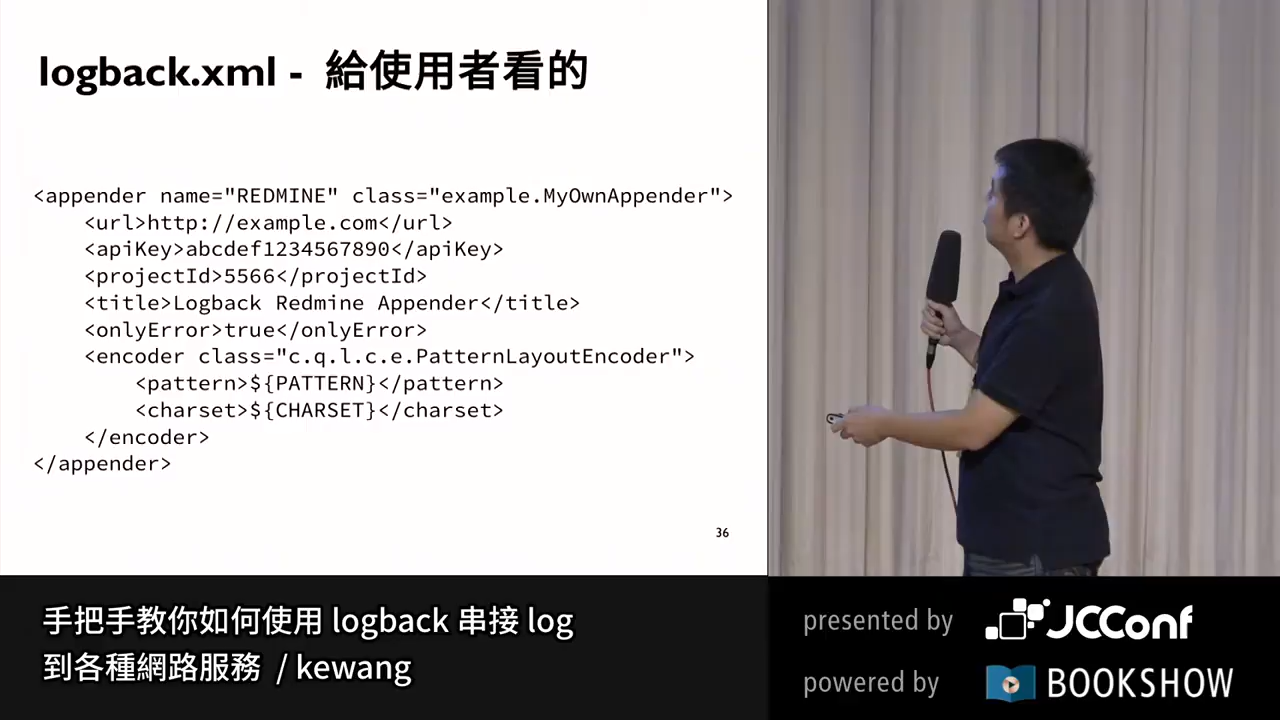 logback.xml - 給使用者看的
<appender name="REDMINE" class="example.MyOwnAppender">
    <url>http://example.com</url>
    <apiKey>abcdef1234567890</apiKey>
    <projectId>5566</projectId>
    <title>Logback Redmine Appender</title>
    <onlyError>true</onlyError>
    <encoder class="c.q.l.c.e.PatternLayoutEncoder">
        <pattern>${PATTERN}</pattern>
        <charset>${CHARSET}</charset>
    </encoder>
</appender>
36
手把手教你如何使用 logback 串接 log
到各種網路服務 / kewang
presented by JCConf
powered by BOOKSHOW